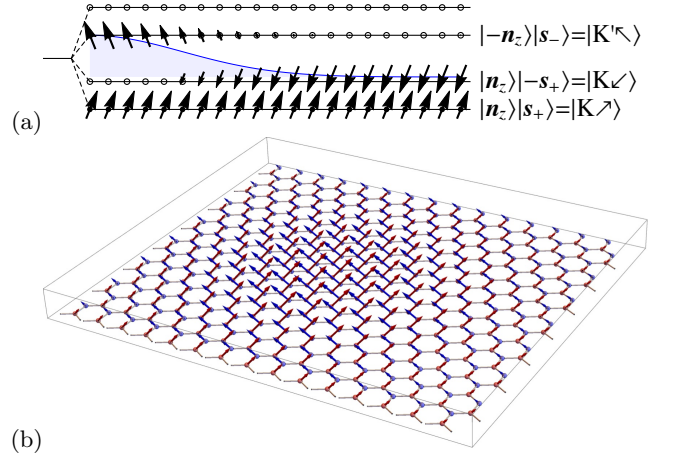 |−n_z⟩|s_−⟩=|K'↖⟩
|n_z⟩|−s_+⟩=|K↙⟩
|n_z⟩|s_+⟩=|K↗⟩
(a)
(b)